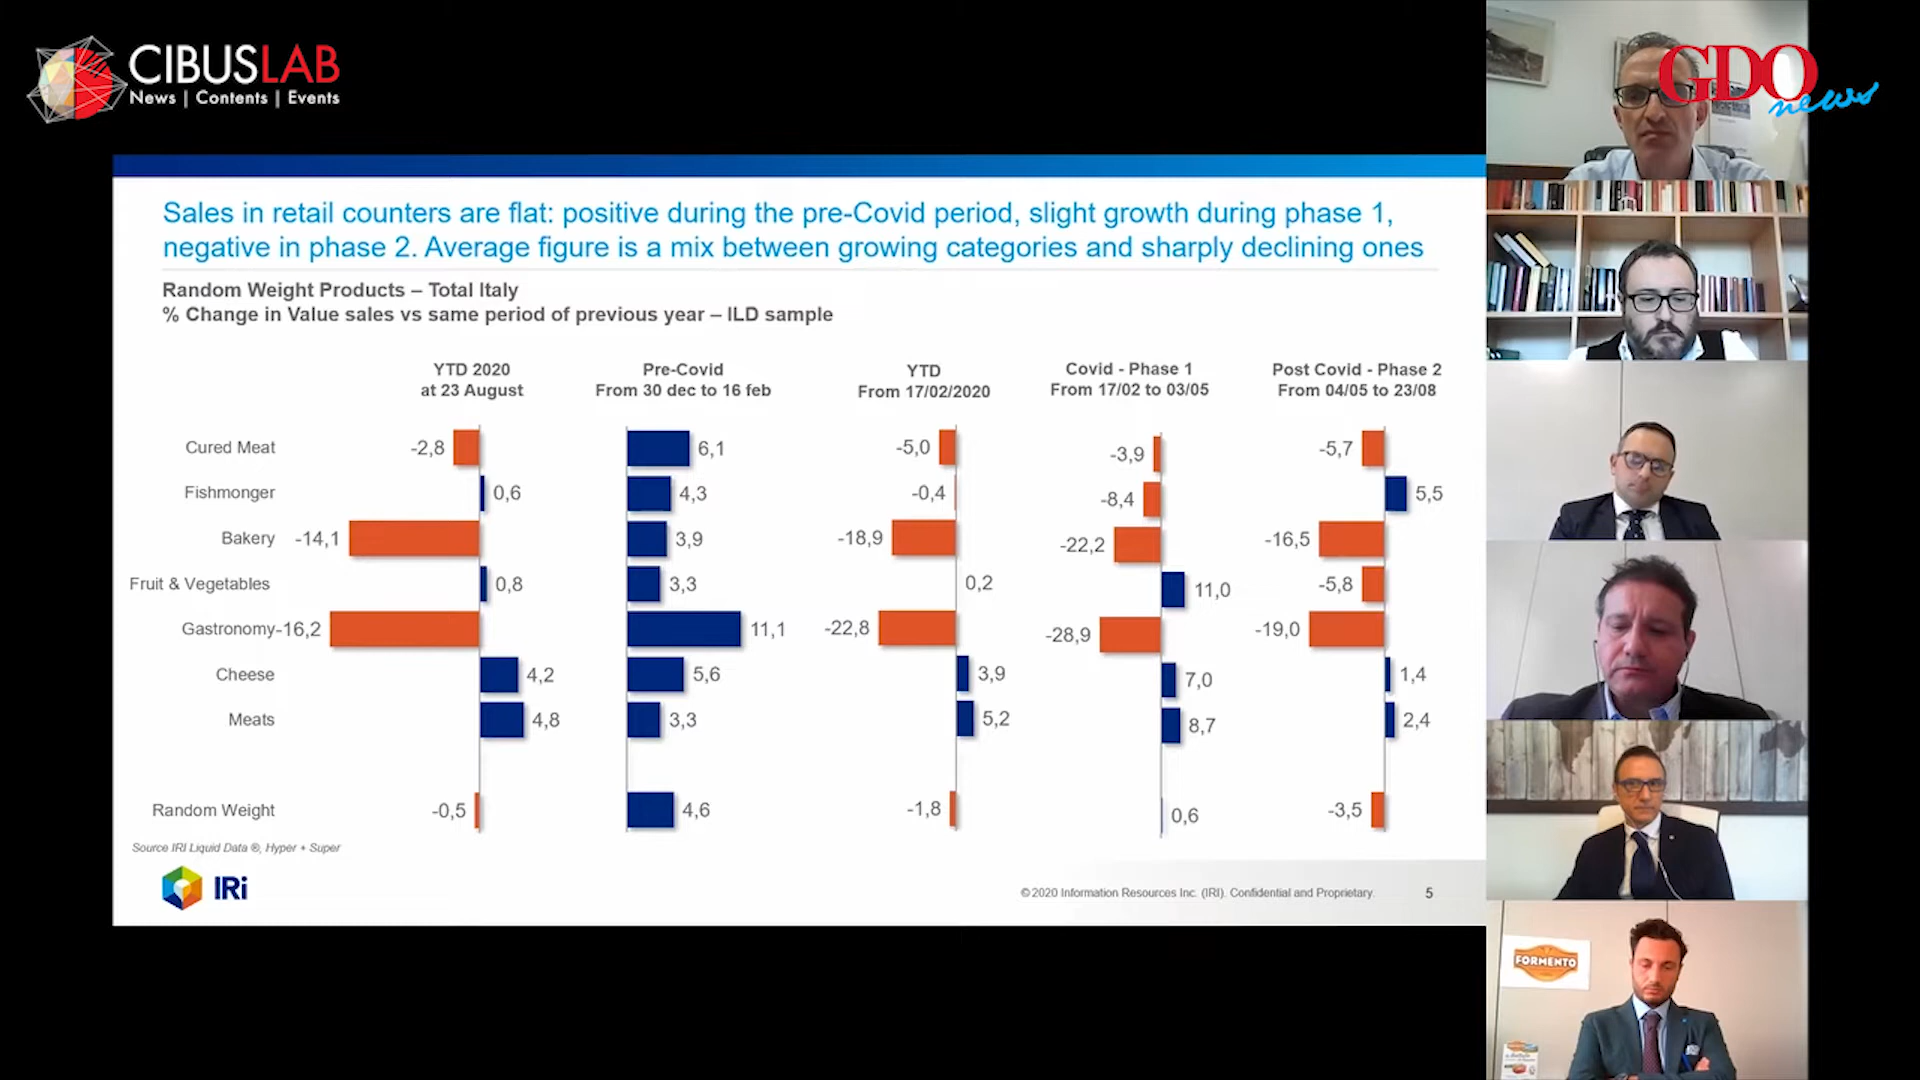 CIBUSLAB
News | Contents | Events
GDO
news
Sales in retail counters are flat: positive during the pre-Covid period, slight growth during phase 1,
negative in phase 2. Average figure is a mix between growing categories and sharply declining ones
Random Weight Products – Total Italy
% Change in Value sales vs same period of previous year – ILD sample
YTD 2020
at 23 August
Pre-Covid
From 30 dec to 16 feb
YTD
From 17/02/2020
Covid - Phase 1
From 17/02 to 03/05
Post Covid - Phase 2
From 04/05 to 23/08
Cured Meat -2,8 6,1 -5,0 -3,9 -5,7
Fishmonger 0,6 4,3 -0,4 -8,4 5,5
Bakery -14,1 3,9 -18,9 -22,2 -16,5
Fruit & Vegetables 0,8 3,3 0,2 11,0 -5,8
Gastronomy -16,2 11,1 -22,8 -28,9 -19,0
Cheese 4,2 5,6 3,9 7,0 1,4
Meats 4,8 3,3 5,2 8,7 2,4
Random Weight -0,5 4,6 -1,8 0,6 -3,5
Source IRI Liquid Data ®, Hyper + Super
IRi
© 2020 Information Resources Inc. (IRI). Confidential and Proprietary.
5
FORMENTO